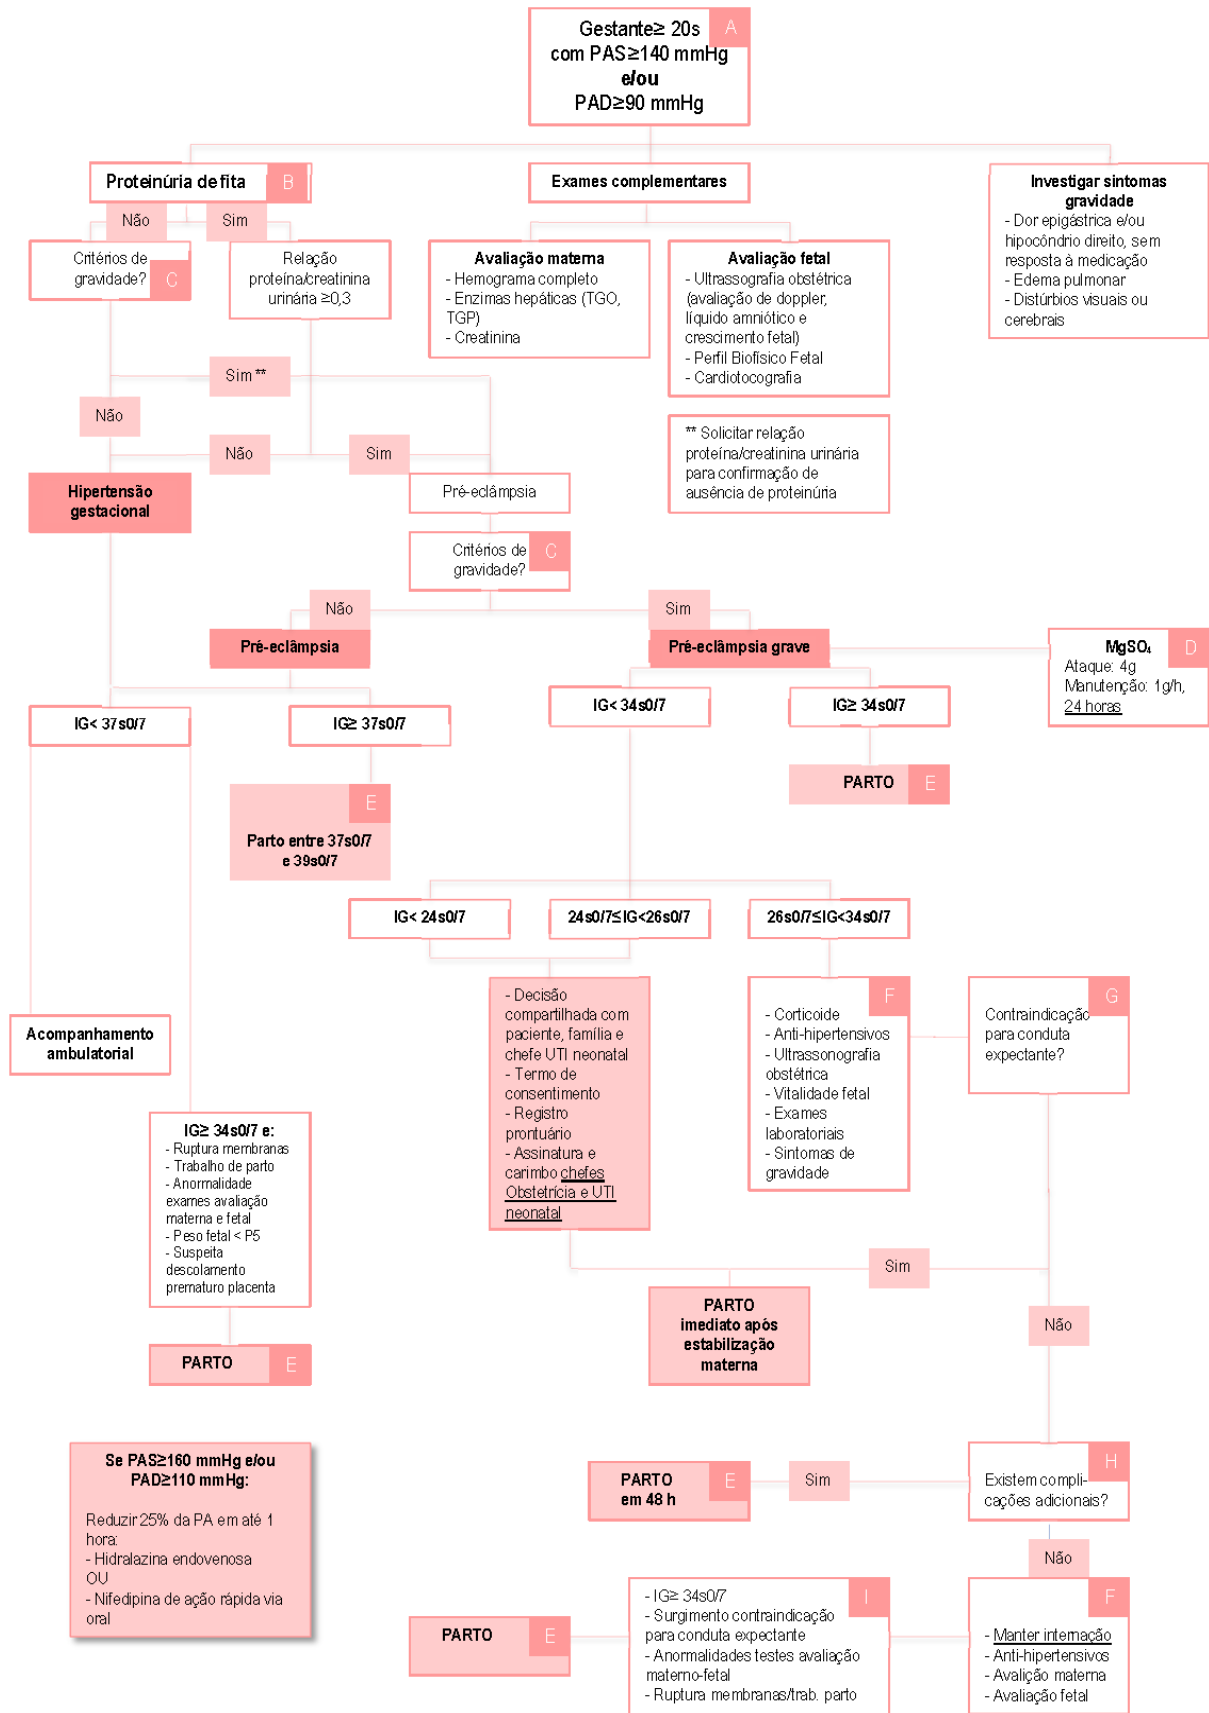 Gestante≥ 20s
com PAS≥140 mmHg
e/ou
PAD≥90 mmHg
A
Proteinúria de fita
B
Exames complementares
Investigar sintomas
gravidade
- Dor epigástrica e/ou
hipocôndrio direito, sem
resposta à medicação
- Edema pulmonar
- Distúrbios visuais ou
cerebrais
Não
Sim
Critérios de
gravidade?
C
Relação
proteína/creatinina
urinária ≥0,3
Avaliação materna
- Hemograma completo
- Enzimas hepáticas (TGO,
TGP)
- Creatinina
Avaliação fetal
- Ultrassografia obstétrica
(avaliação de doppler,
líquido amniótico e
crescimento fetal)
- Perfil Biofísico Fetal
- Cardiotocografia
Sim **
Não
Não
Sim
** Solicitar relação
proteína/creatinina urinária
para confirmação de
ausência de proteinúria
Hipertensão
gestacional
Pré-eclâmpsia
Critérios de
gravidade?
C
Não
Sim
Pré-eclâmpsia
Pré-eclâmpsia grave
MgSO₄
D
Ataque: 4g
Manutenção: 1g/h,
24 horas
IG< 37s0/7
IG≥ 37s0/7
IG< 34s0/7
IG≥ 34s0/7
E
Parto entre 37s0/7
e 39s0/7
PARTO
E
IG< 24s0/7
24s0/7≤IG<26s0/7
26s0/7≤IG<34s0/7
Acompanhamento
ambulatorial
- Decisão
compartilhada com
paciente, família e
chefe UTI neonatal
- Termo de
consentimento
- Registro
prontuário
- Assinatura e
carimbo chefes
Obstetrícia e UTI
neonatal
F
- Corticoide
- Anti-hipertensivos
- Ultrassonografia
obstétrica
- Vitalidade fetal
- Exames
laboratoriais
- Sintomas de
gravidade
G
Contraindicação
para conduta
expectante?
IG≥ 34s0/7 e:
- Ruptura membranas
- Trabalho de parto
- Anormalidade
exames avaliação
materna e fetal
- Peso fetal < P5
- Suspeita
descolamento
prematuro placenta
Sim
PARTO
imediato após
estabilização
materna
Não
PARTO
E
Se PAS≥160 mmHg e/ou
PAD≥110 mmHg:
Reduzir 25% da PA em até 1
hora:
- Hidralazina endovenosa
OU
- Nifedipina de ação rápida via
oral
PARTO
em 48 h
E
Sim
H
Existem compli-
cações adicionais?
Não
PARTO
E
I
- IG≥ 34s0/7
- Surgimento contraindicação
para conduta expectante
- Anormalidades testes avaliação
materno-fetal
- Ruptura membranas/trab. parto
F
- Manter internação
- Anti-hipertensivos
- Avalição materna
- Avaliação fetal